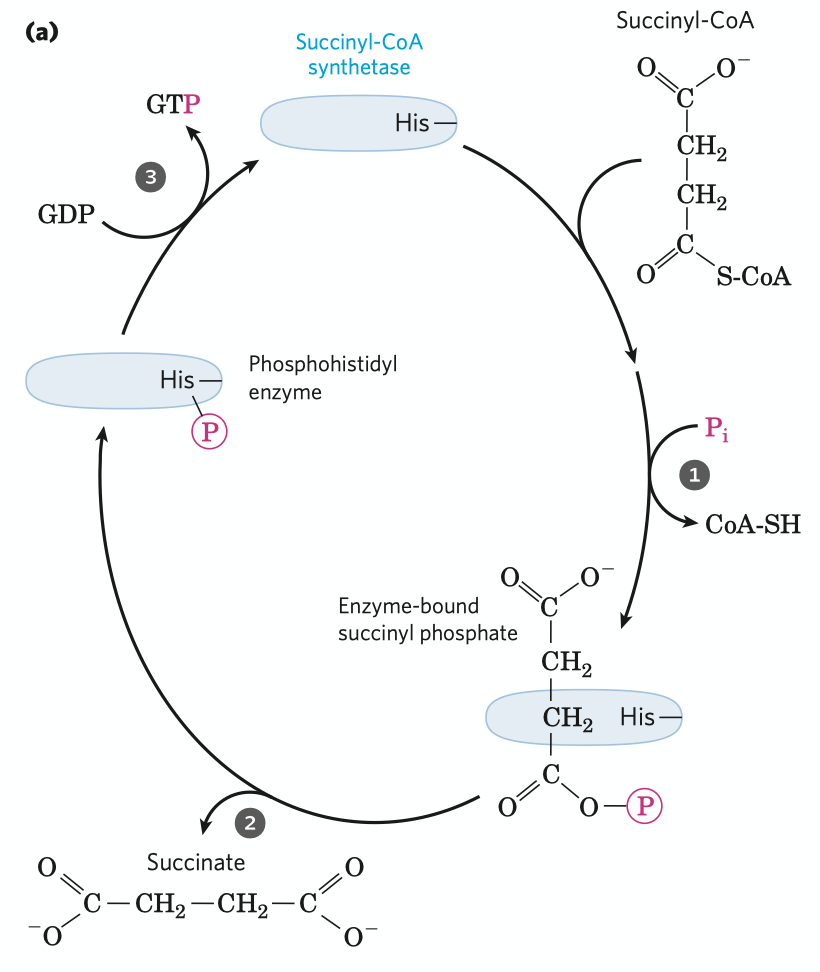 (a)
Succinyl-CoA
synthetase
His
Succinyl-CoA
O O⁻
C
CH₂
CH₂
C
O S-CoA
GTP
3
GDP
His
P
Phosphohistidyl
enzyme
Pᵢ
1
CoA-SH
Enzyme-bound
succinyl phosphate
O O⁻
C
CH₂
CH₂ His
C
O O P
2
Succinate
O O
C CH₂ CH₂ C
⁻O O⁻